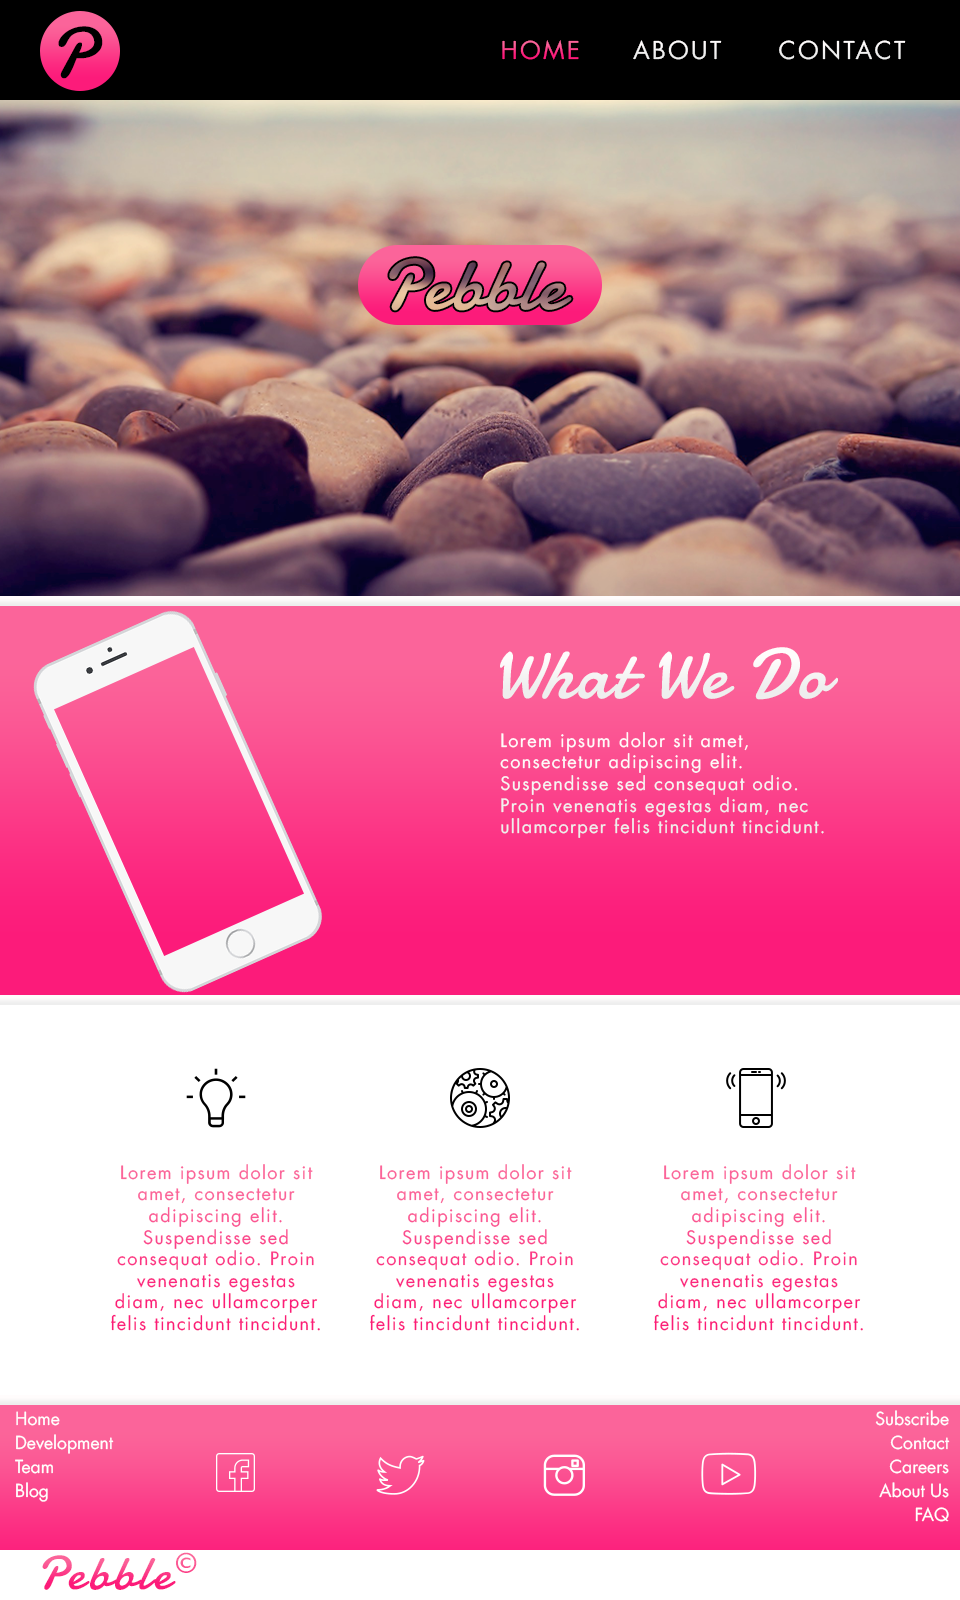 P
HOME ABOUT CONTACT
Pebble
What We Do
Lorem ipsum dolor sit amet,
consectetur adipiscing elit.
Suspendisse sed consequat odio.
Proin venenatis egestas diam, nec
ullamcorper felis tincidunt tincidunt.
Lorem ipsum dolor sit
amet, consectetur
adipiscing elit.
Suspendisse sed
consequat odio. Proin
venenatis egestas
diam, nec ullamcorper
felis tincidunt tincidunt.
Lorem ipsum dolor sit
amet, consectetur
adipiscing elit.
Suspendisse sed
consequat odio. Proin
venenatis egestas
diam, nec ullamcorper
felis tincidunt tincidunt.
Lorem ipsum dolor sit
amet, consectetur
adipiscing elit.
Suspendisse sed
consequat odio. Proin
venenatis egestas
diam, nec ullamcorper
felis tincidunt tincidunt.
Home
Development
Team
Blog
Subscribe
Contact
Careers
About Us
FAQ
Pebble©